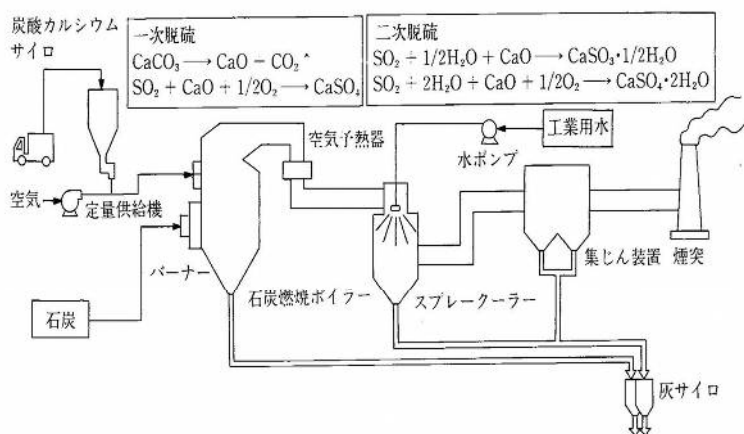 炭酸カルシウム
サイロ
一次脱硫
CaCO₃ → CaO − CO₂ ^
SO₂ + CaO + 1/2O₂ → CaSO₄
二次脱硫
SO₂ + 1/2H₂O + CaO → CaSO₃·1/2H₂O
SO₂ + 2H₂O + CaO + 1/2O₂ → CaSO₄·2H₂O
空気予熱器
工業用水
水ポンプ
空気
定量供給機
バーナー
石炭燃焼ボイラー
スプレークーラー
集じん装置
煙突
石炭
灰サイロ